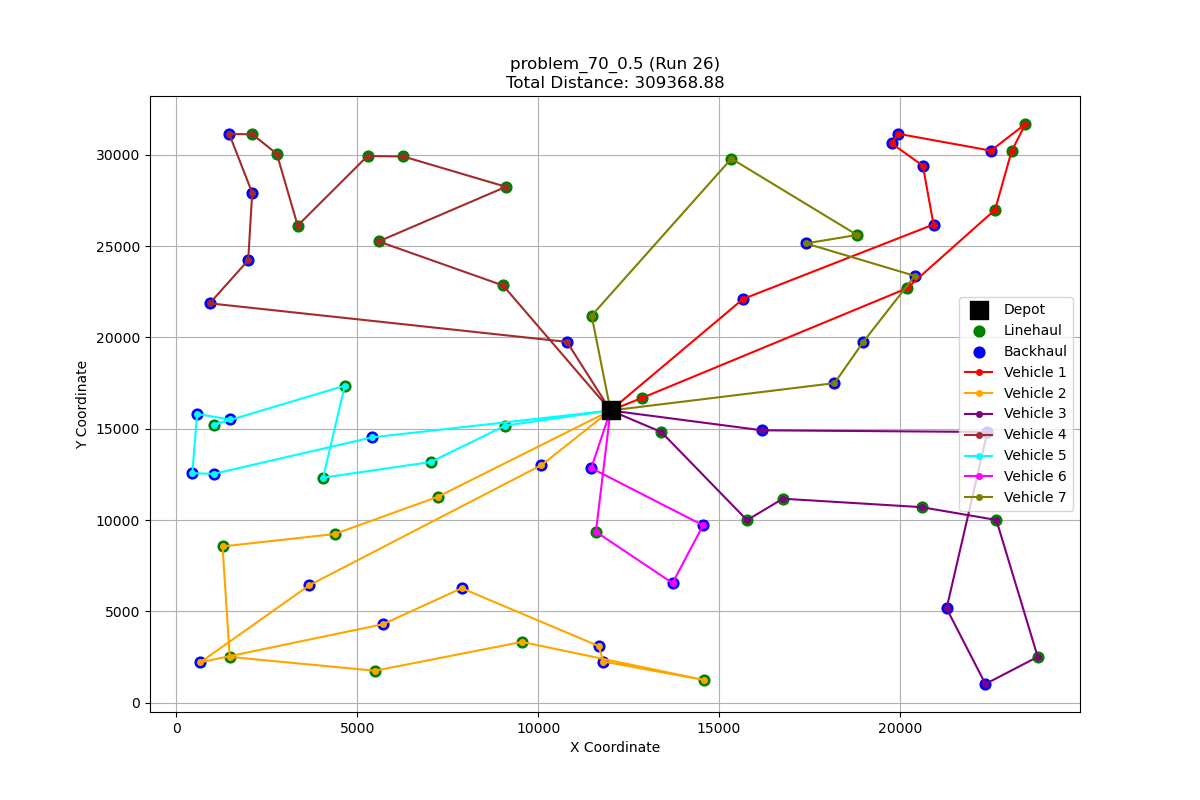 problem_70_0.5 (Run 26)
Total Distance: 309368.88
Y Coordinate
30000
25000
20000
15000
10000
5000
0
Depot
Linehaul
Backhaul
Vehicle 1
Vehicle 2
Vehicle 3
Vehicle 4
Vehicle 5
Vehicle 6
Vehicle 7
0
5000
10000
15000
20000
X Coordinate